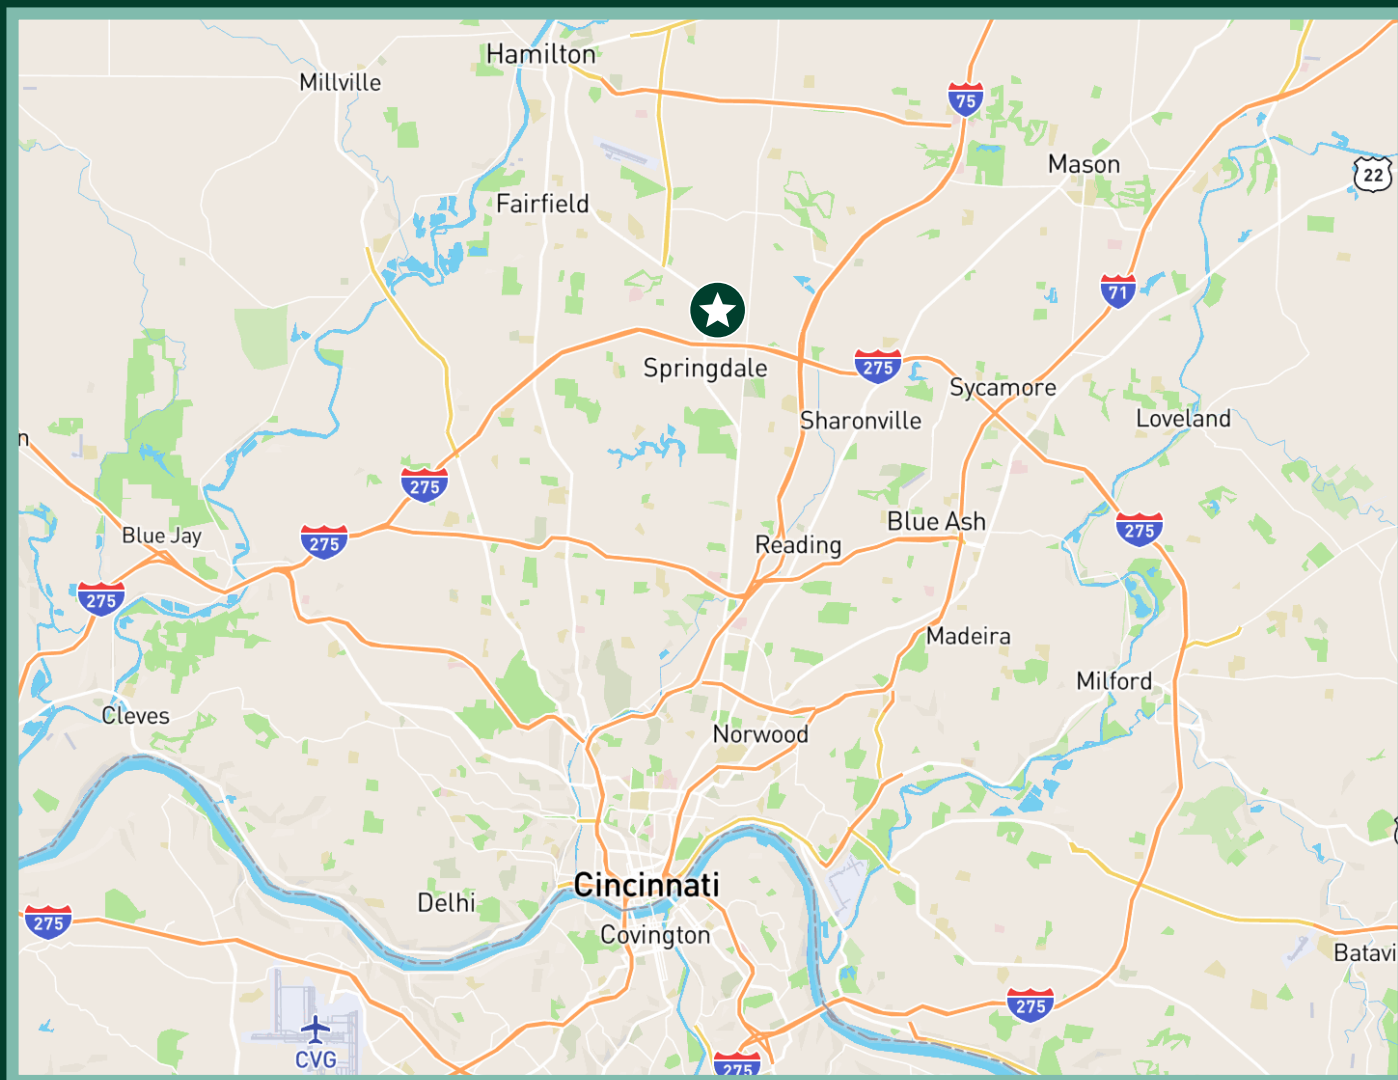 Hamilton
Millville
75
Mason
22
Fairfield
71
275
Springdale
Sycamore
Sharonville
Loveland
n
275
Blue Ash
275
275
Blue Jay
Reading
275
Madeira
Milford
Cleves
Norwood
Cincinnati
Delhi
275
Covington
Batavi
275
CVG
275